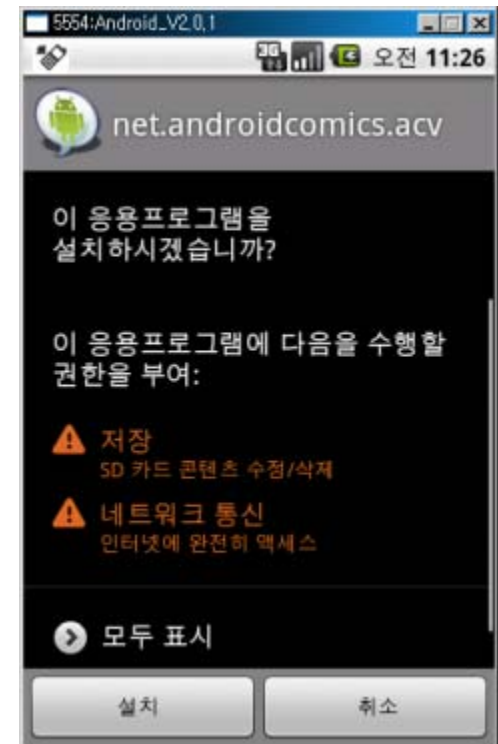 5554:Android_V2.0,1
3G
오전 11:26
net.androidcomics.acv
이 응용프로그램을
설치하시겠습니까?
이 응용프로그램에 다음을 수행할
권한을 부여:
저장
SD 카드 콘텐츠 수정/삭제
네트워크 통신
인터넷에 완전히 액세스
모두 표시
설치
취소